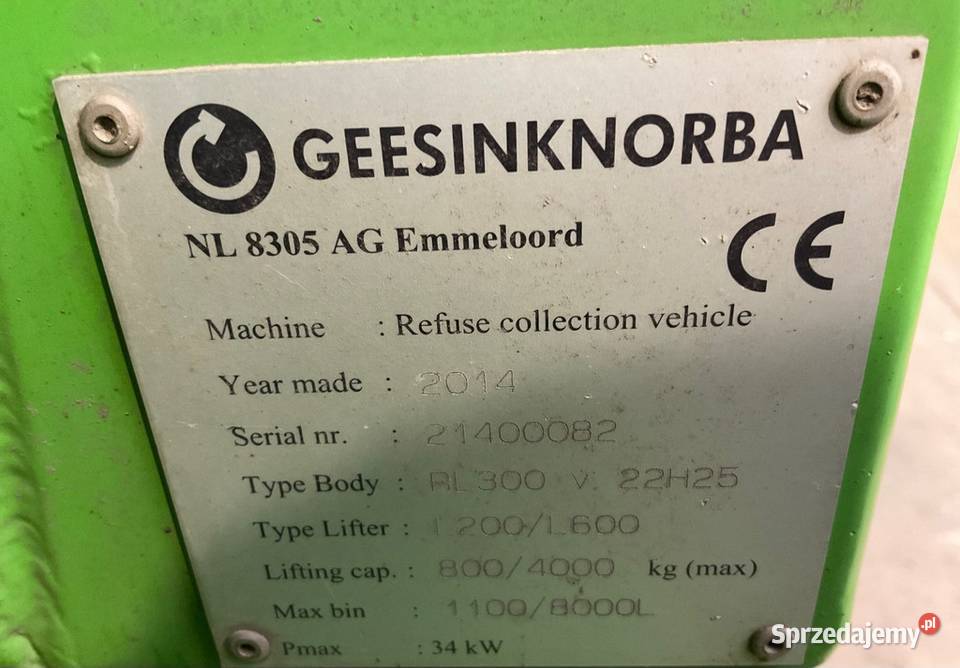 GEESINKNORBA
NL 8305 AG Emmeloord
CE
Machine : Refuse collection vehicle
Year made : 2014
Serial nr. : 21400082
Type Body : RL300 V. 22H25
Type Lifter : L200/L600
Lifting cap. : 800/4000 kg (max)
Max bin : 1100/8000L
Pmax : 34 kW
Sprzedajemy.pl